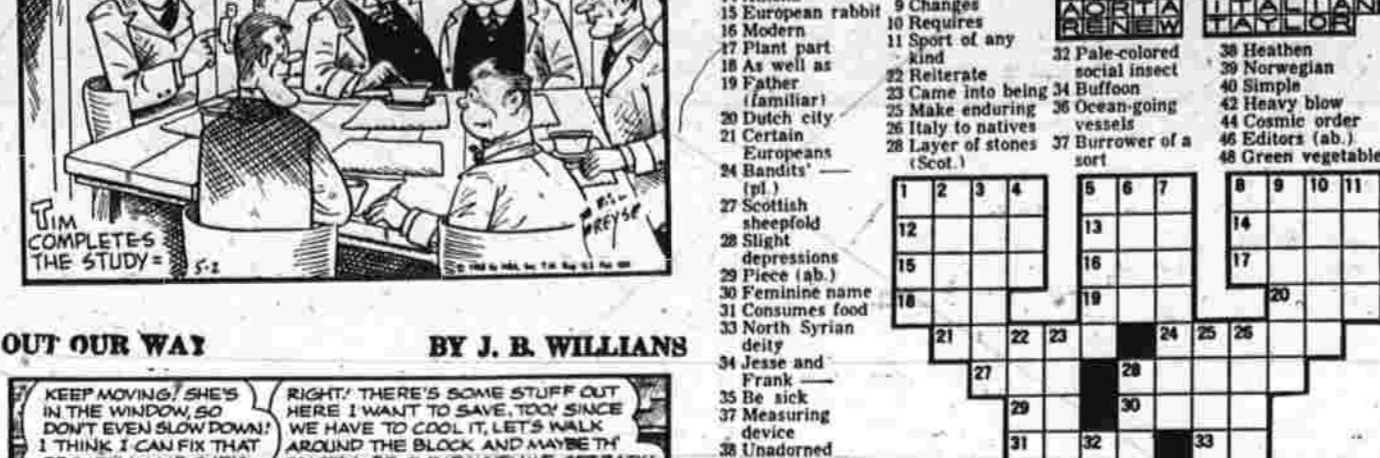 TIM
COMPLETES
THE STUDY=
5-2
OUT OUR WAY
BY J. B. WILLIANS
KEEP MOVING! SHE'S
IN THE WINDOW, SO
DON'T EVEN SLOW DOWN!
I THINK I CAN FIX THAT
RIGHT! THERE'S SOME STUFF OUT
HERE I WANT TO SAVE, TOO! SINCE
WE HAVE TO COOL IT, LET'S WALK
AROUND THE BLOCK AND MAYBE TH'
15 European rabbit
16 Modern
17 Plant part
18 As well as
19 Father
(familiar)
20 Dutch city
21 Certain
Europeans
24 Bandits' —
(pl.)
27 Scottish
sheepfold
28 Slight
depressions
29 Piece (ab.)
30 Feminine name
31 Consumes food
33 North Syrian
deity
34 Jesse and
Frank —
35 Be sick
37 Measuring
device
38 Unadorned
9 Changes
10 Requires
11 Sport of any
kind
22 Reiterate
23 Came into being
25 Make enduring
26 Italy to natives
28 Layer of stones
(Scot.)
AORTA
RENEW
32 Pale-colored
social insect
34 Buffoon
36 Ocean-going
vessels
37 Burrower of a
sort
ITALIAN
TAYLOR
38 Heathen
39 Norwegian
40 Simple
42 Heavy blow
44 Cosmic order
46 Editors (ab.)
48 Green vegetable
1 2 3 4 5 6 7 8 9 10 11
12 13 14
15 16 17
18 19 20
21 22 23 24 25 26
27 28
29 30
31 32 33